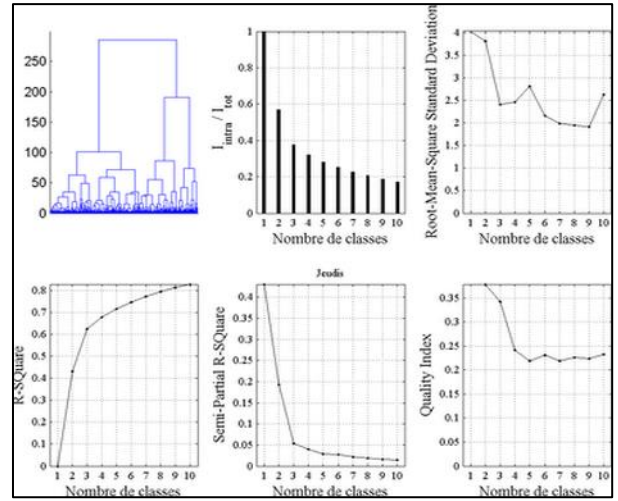 250
200
150
100
50
0
I intra / I tot
1
0.8
0.6
0.4
0.2
0
1 2 3 4 5 6 7 8 9 10
Nombre de classes
Root-Mean-Square Standard Deviation
4
3.5
3
2.5
2
1.5
1
0.5
0
1 2 3 4 5 6 7 8 9 10
Nombre de classes
R-SQuare
0.8
0.7
0.6
0.5
0.4
0.3
0.2
0.1
0
1 2 3 4 5 6 7 8 9 10
Nombre de classes
Jeudis
Semi-Partial R-SQuare
0.4
0.35
0.3
0.25
0.2
0.15
0.1
0.05
0
1 2 3 4 5 6 7 8 9 10
Nombre de classes
Quality Index
0.35
0.3
0.25
0.2
0.15
0.1
0.05
0
1 2 3 4 5 6 7 8 9 10
Nombre de classes